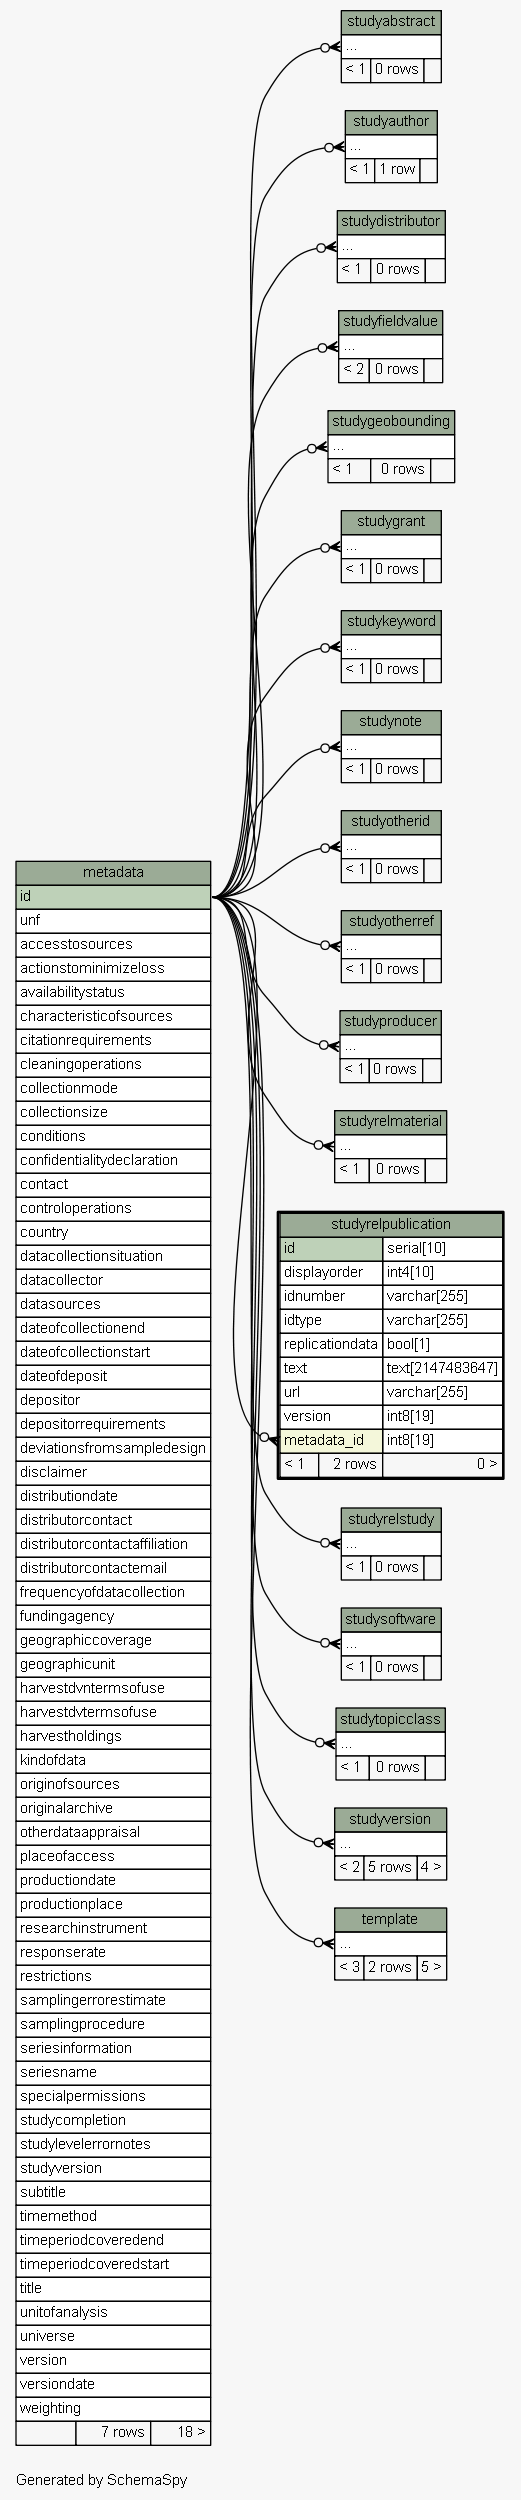 studyabstract
...
< 1 0 rows
studyauthor
...
< 1 1 row
studydistributor
...
< 1 0 rows
studyfieldvalue
...
< 2 0 rows
studygeobounding
...
< 1 0 rows
studygrant
...
< 1 0 rows
studykeyword
...
< 1 0 rows
studynote
...
< 1 0 rows
studyotherid
...
< 1 0 rows
studyotherref
...
< 1 0 rows
studyproducer
...
< 1 0 rows
studyrelmaterial
...
< 1 0 rows
studyrelpublication
id serial[10]
displayorder int4[10]
idnumber varchar[255]
idtype varchar[255]
replicationdata bool[1]
text text[2147483647]
url varchar[255]
version int8[19]
metadata_id int8[19]
< 1 2 rows 0 >
studyrelstudy
...
< 1 0 rows
studysoftware
...
< 1 0 rows
studytopicclass
...
< 1 0 rows
studyversion
...
< 2 5 rows 4 >
template
...
< 3 2 rows 5 >
metadata
id
unf
accesstosources
actionstominimizeloss
availabilitystatus
characteristicofsources
citationrequirements
cleaningoperations
collectionmode
collectionsize
conditions
confidentialitydeclaration
contact
controloperations
country
datacollectionsituation
datacollector
datasources
dateofcollectionend
dateofcollectionstart
dateofdeposit
depositor
depositorrequirements
deviationsfromsampledesign
disclaimer
distributiondate
distributorcontact
distributorcontactaffiliation
distributorcontactemail
frequencyofdatacollection
fundingagency
geographiccoverage
geographicunit
harvestdvntermsofuse
harvestdvtermsofuse
harvestholdings
kindofdata
originofsources
originalarchive
otherdataappraisal
placeofaccess
productiondate
productionplace
researchinstrument
responserate
restrictions
samplingerrorestimate
samplingprocedure
seriesinformation
seriesname
specialpermissions
studycompletion
studylevelerrornotes
studyversion
subtitle
timemethod
timeperiodcoveredend
timeperiodcoveredstart
title
unitofanalysis
universe
version
versiondate
weighting
7 rows 18 >
Generated by SchemaSpy